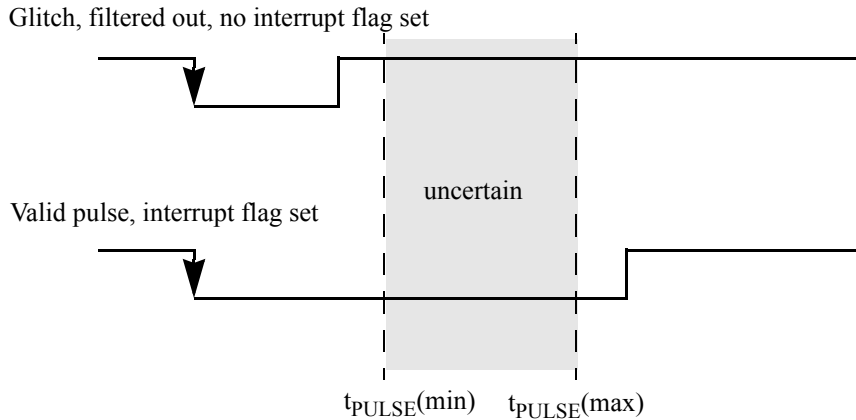 Glitch, filtered out, no interrupt flag set
uncertain
Valid pulse, interrupt flag set
tPULSE(min) tPULSE(max)